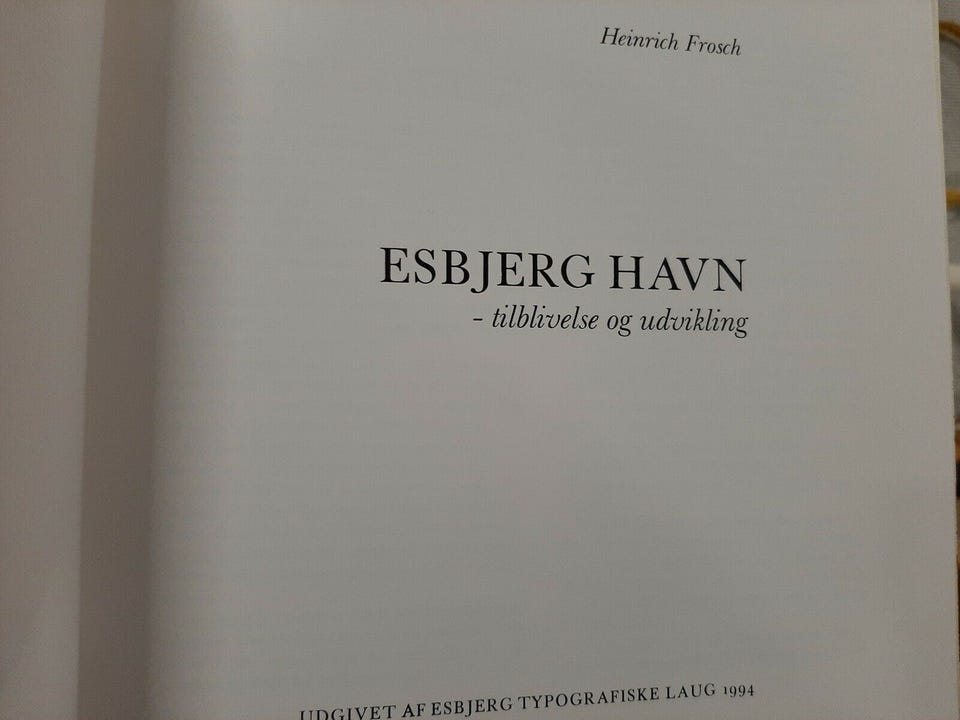 Heinrich Frosch
ESBJERG HAVN
- tilblivelse og udvikling
UDGIVET AF ESBJERG TYPOGRAFISKE LAUG 1994